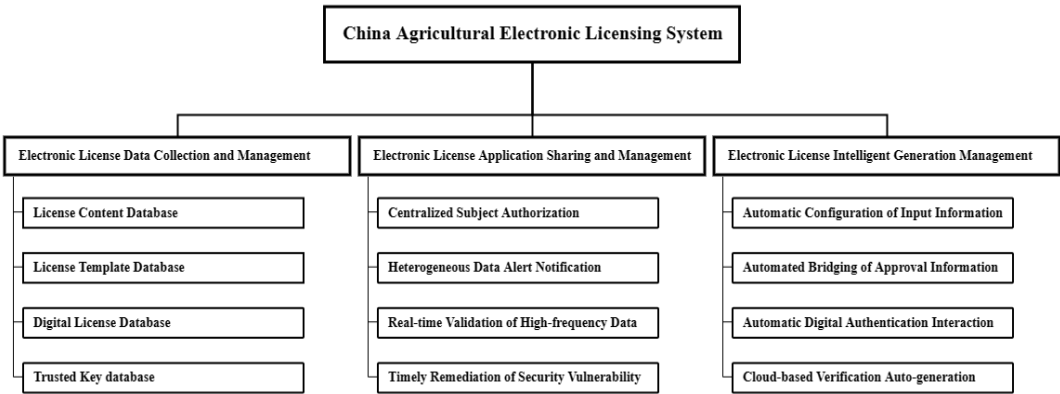 China Agricultural Electronic Licensing System
Electronic License Data Collection and Management
License Content Database
License Template Database
Digital License Database
Trusted Key database
Electronic License Application Sharing and Management
Centralized Subject Authorization
Heterogeneous Data Alert Notification
Real-time Validation of High-frequency Data
Timely Remediation of Security Vulnerability
Electronic License Intelligent Generation Management
Automatic Configuration of Input Information
Automated Bridging of Approval Information
Automatic Digital Authentication Interaction
Cloud-based Verification Auto-generation